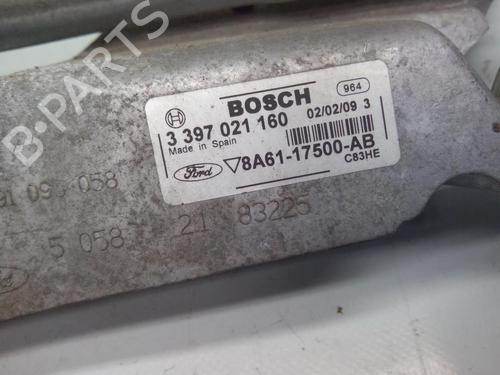 B-Parts
BOSCH
964
3 397 021 160
02/02/09 3
Made in Spain
Ford
8A61-17500-AB
C83HE
058
5 058 21 83225